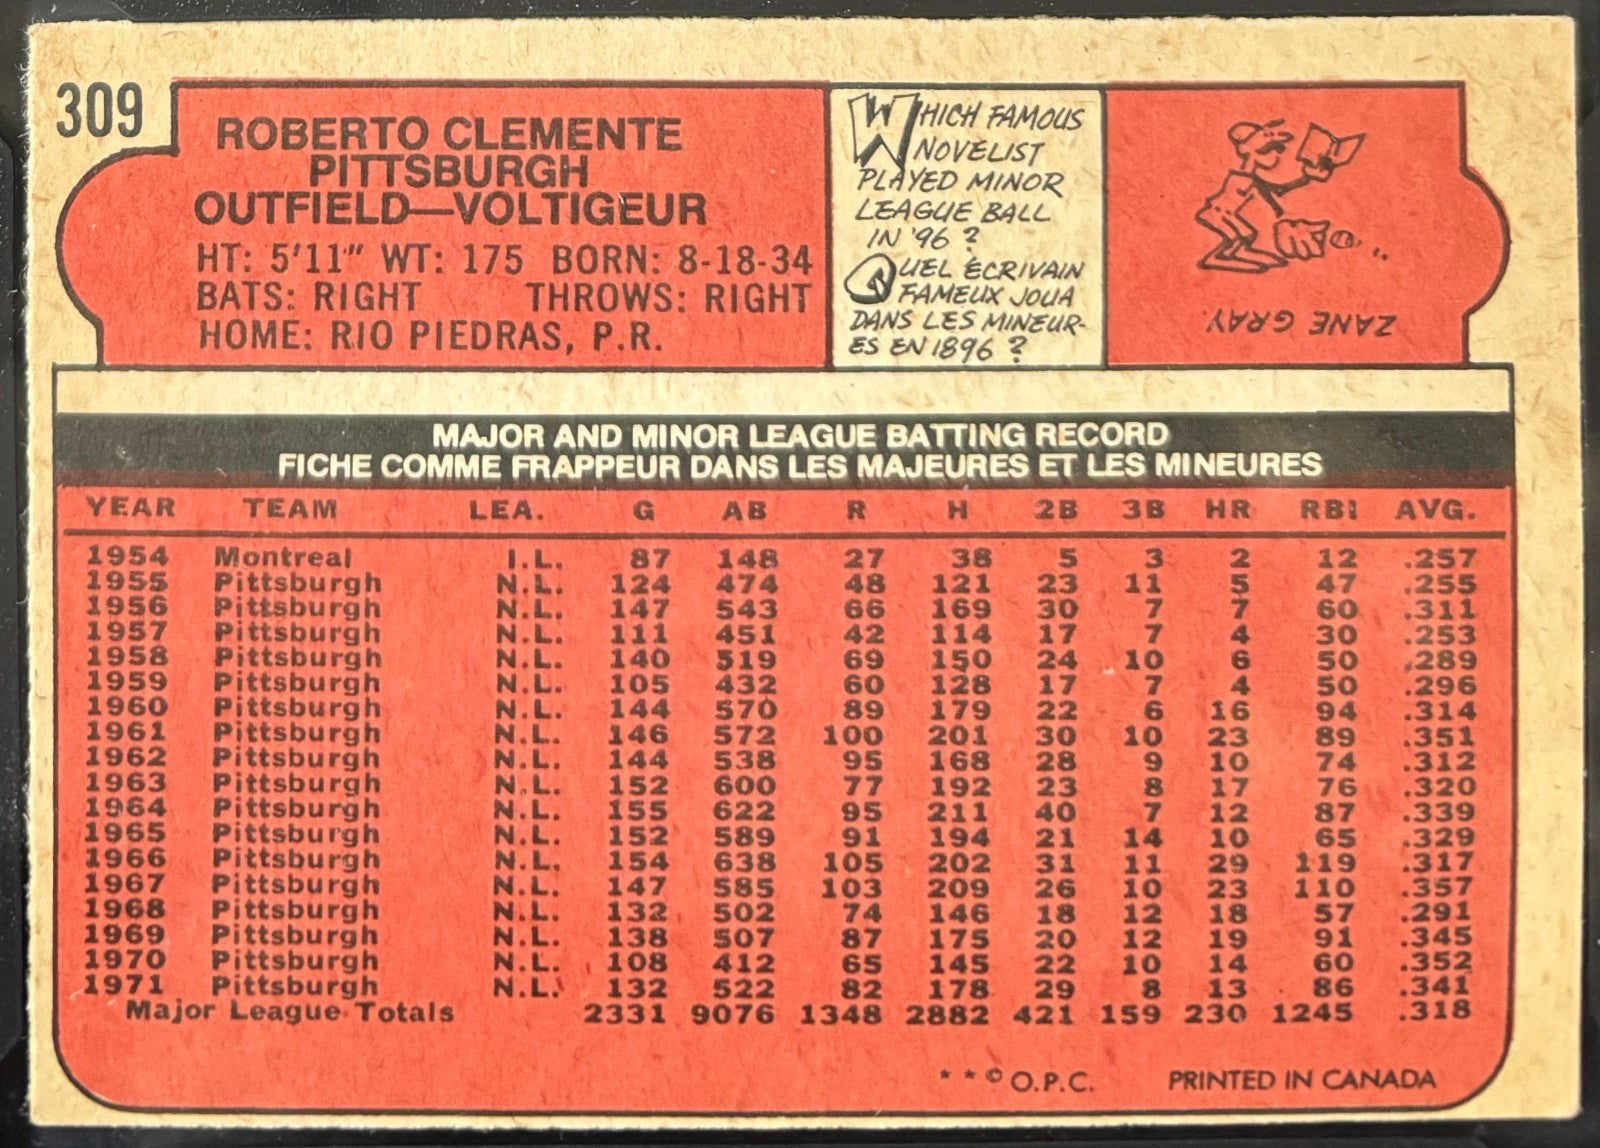 309
ROBERTO CLEMENTE
PITTSBURGH
OUTFIELD—VOLTIGEUR
HT: 5'11" WT: 175 BORN: 8-18-34
BATS: RIGHT THROWS: RIGHT
HOME: RIO PIEDRAS, P.R.
WHICH FAMOUS
NOVELIST
PLAYED MINOR
LEAGUE BALL
IN '96 ?
QUEL ÉCRIVAIN
FAMEUX JOUA
DANS LES MINEUR-
ES EN 1896 ?
ZANE GRAY.
MAJOR AND MINOR LEAGUE BATTING RECORD
FICHE COMME FRAPPEUR DANS LES MAJEURES ET LES MINEURES
YEAR TEAM LEA. G AB R H 2B 3B HR RBI AVG.
1954 Montreal I.L. 87 148 27 38 5 3 2 12 .257
1955 Pittsburgh N.L. 124 474 48 121 23 11 5 47 .255
1956 Pittsburgh N.L. 147 543 66 169 30 7 7 60 .311
1957 Pittsburgh N.L. 111 451 42 114 17 7 4 30 .253
1958 Pittsburgh N.L. 140 519 69 150 24 10 6 50 .289
1959 Pittsburgh N.L. 105 432 60 128 17 7 4 50 .296
1960 Pittsburgh N.L. 144 570 89 179 22 6 16 94 .314
1961 Pittsburgh N.L. 146 572 100 201 30 10 23 89 .351
1962 Pittsburgh N.L. 144 538 95 168 28 9 10 74 .312
1963 Pittsburgh N.L. 152 600 77 192 23 8 17 76 .320
1964 Pittsburgh N.L. 155 622 95 211 40 7 12 87 .339
1965 Pittsburgh N.L. 152 589 91 194 21 14 10 65 .329
1966 Pittsburgh N.L. 154 638 105 202 31 11 29 119 .317
1967 Pittsburgh N.L. 147 585 103 209 26 10 23 110 .357
1968 Pittsburgh N.L. 132 502 74 146 18 12 18 57 .291
1969 Pittsburgh N.L. 138 507 87 175 20 12 19 91 .345
1970 Pittsburgh N.L. 108 412 65 145 22 10 14 60 .352
1971 Pittsburgh N.L. 132 522 82 178 29 8 13 86 .341
Major League Totals 2331 9076 1348 2882 421 159 230 1245 .318
* * © O.P.C. PRINTED IN CANADA